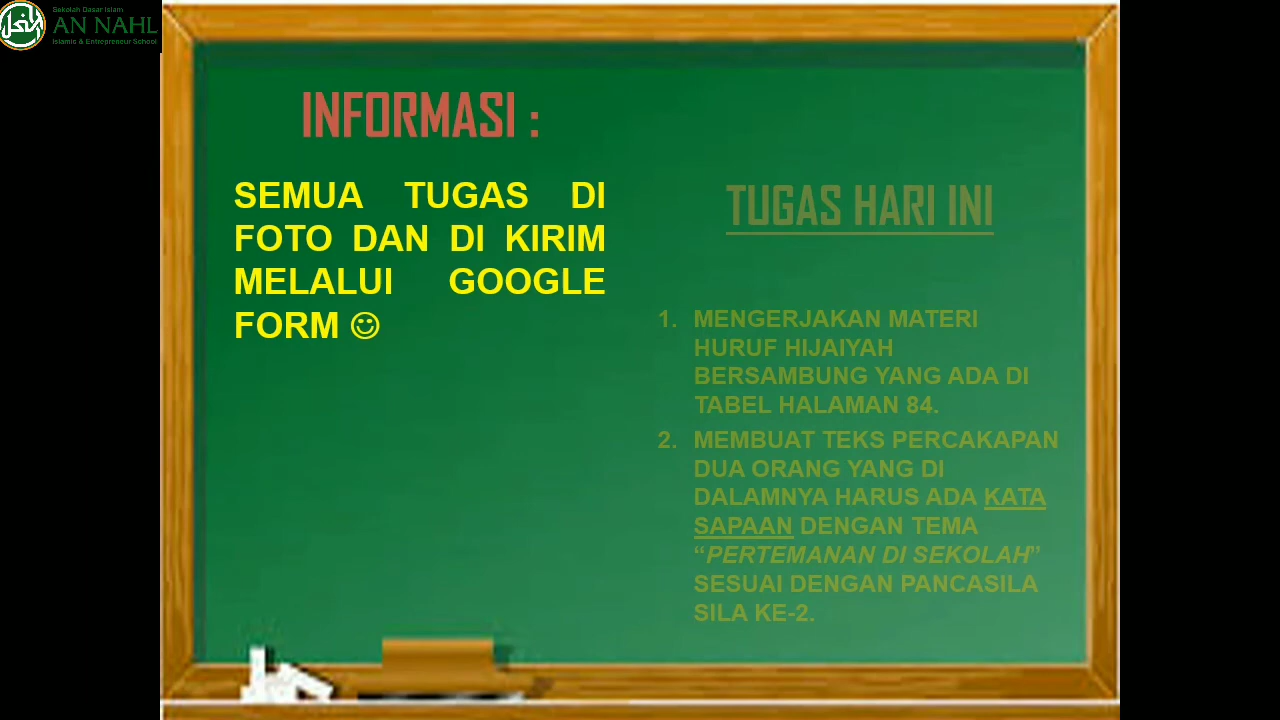 Sekolah Dasar Islam
AN NAHL
Islamic & Entrepreneur School
INFORMASI :
SEMUA TUGAS DI
FOTO DAN DI KIRIM
MELALUI GOOGLE
FORM ☺
TUGAS HARI INI
1. MENGERJAKAN MATERI
HURUF HIJAIYAH
BERSAMBUNG YANG ADA DI
TABEL HALAMAN 84.
2. MEMBUAT TEKS PERCAKAPAN
DUA ORANG YANG DI
DALAMNYA HARUS ADA KATA
SAPAAN DENGAN TEMA
“PERTEMANAN DI SEKOLAH”
SESUAI DENGAN PANCASILA
SILA KE-2.